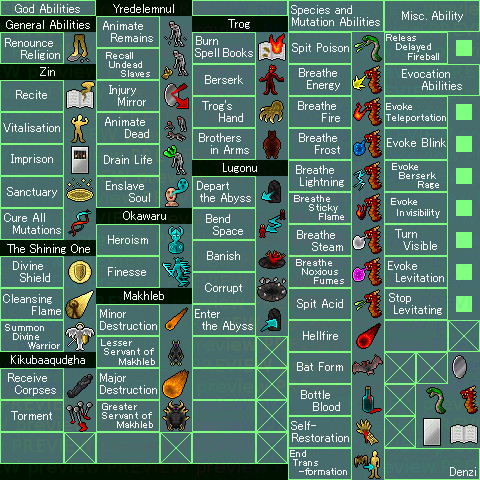 God Abilities
General Abilities
Renounce
Religion
Zin
Recite
Vitalisation
Imprison
Sanctuary
Cure All
Mutations
The Shining One
Divine
Shield
Cleansing
Flame
Summon
Divine
Warrior
Kikubaaqudgha
Receive
Corpses
Torment
Yredelemnul
Animate
Remains
Recall
Undead
Slaves
Injury
Mirror
Animate
Dead
Drain Life
Enslave
Soul
Okawaru
Heroism
Finesse
Makhleb
Minor
Destruction
Lesser
Servant of
Makhleb
Major
Destruction
Greater
Servant of
Makhleb
Trog
Burn
Spell Books
Berserk
Trog's
Hand
Brothers
in Arms
Lugonu
Depart
the Abyss
Bend
Space
Banish
Corrupt
Enter
the Abyss
Species and
Mutation Abilities
Spit Poison
Breathe
Energy
Breathe
Fire
Breathe
Frost
Breathe
Lightning
Breathe
Sticky
Flame
Breathe
Steam
Breathe
Noxious
Fumes
Spit Acid
Hellfire
Bat Form
Bottle
Blood
Self-
Restoration
End
Trans
-formation
Misc. Ability
Releas
Delayed
Fireball
Evocation
Abilities
Evoke
Teleportation
Evoke Blink
Evoke
Berserk
Rage
Evoke
Invisibility
Turn
Visible
Evoke
Levitation
Stop
Levitating
Denzi